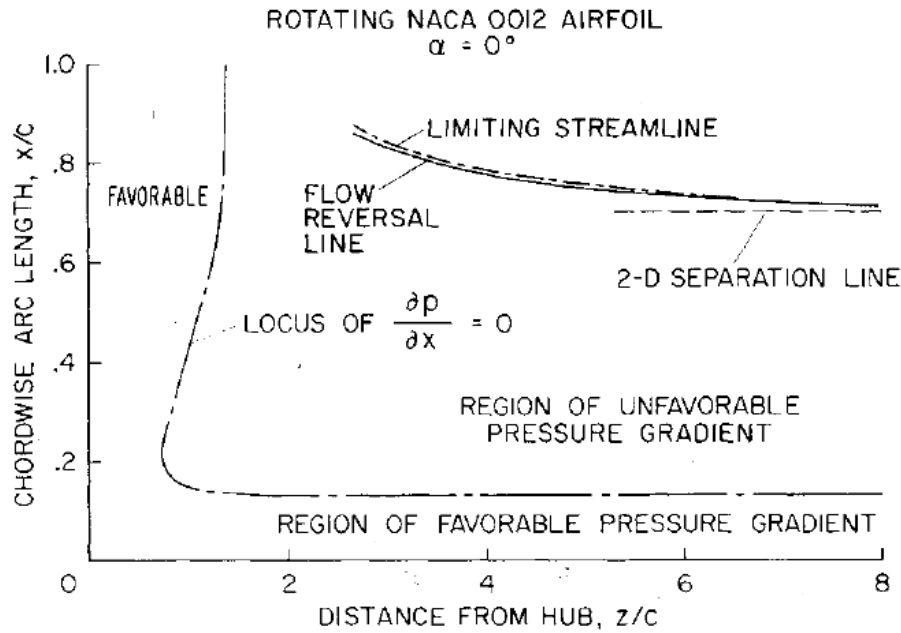 ROTATING NACA 0012 AIRFOIL
α = 0°
1.0
.8
.6
.4
.2
0
2
4
6
8
CHORDWISE ARC LENGTH, x/c
DISTANCE FROM HUB, z/c
FAVORABLE
LIMITING STREAMLINE
FLOW
REVERSAL
LINE
2-D SEPARATION LINE
LOCUS OF ∂p/∂x = 0
REGION OF UNFAVORABLE
PRESSURE GRADIENT
REGION OF FAVORABLE PRESSURE GRADIENT